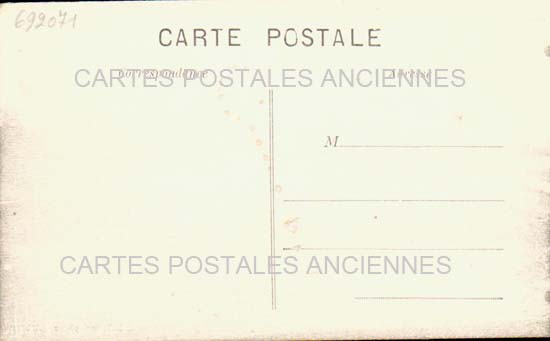 692071
CARTE POSTALE
Correspondance Adresse
CARTES POSTALES ANCIENNES
M
CARTES POSTALES ANCIENNES